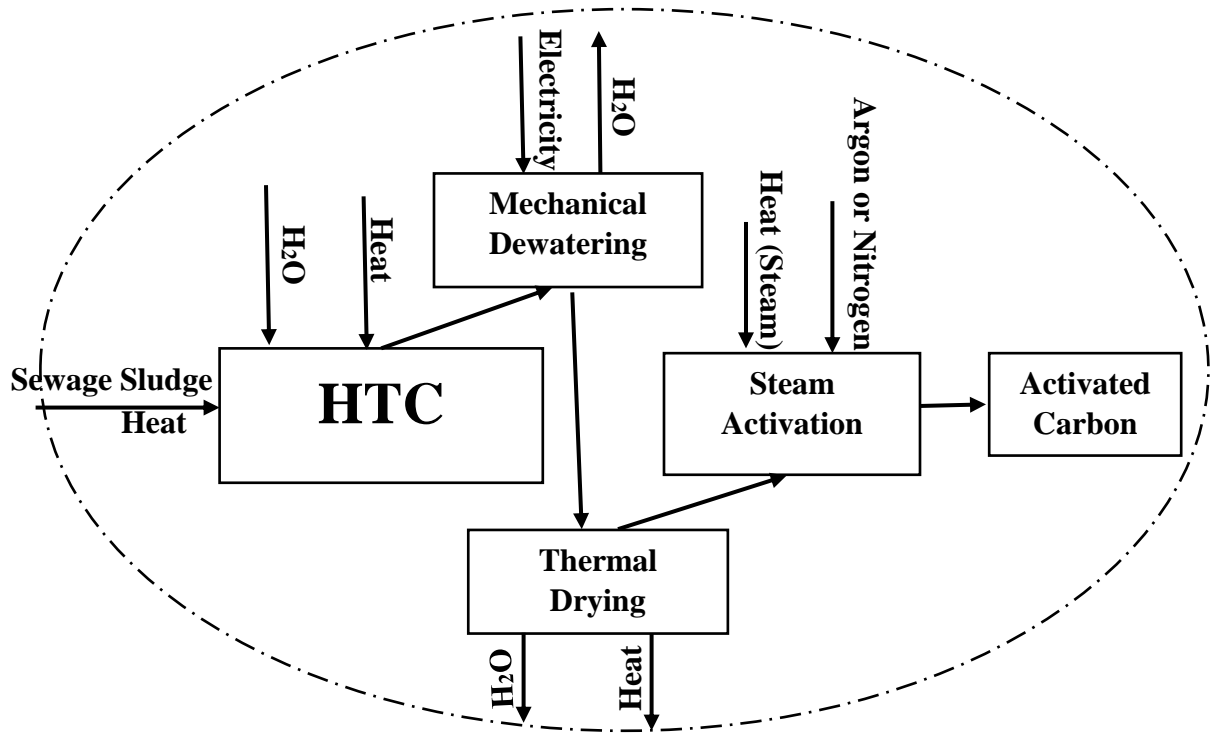 Electricity
H₂O
Mechanical
Dewatering
H₂O
Heat
Heat (Steam)
Argon or Nitrogen
Sewage Sludge
Heat
HTC
Steam
Activation
Activated
Carbon
Thermal
Drying
H₂O
Heat